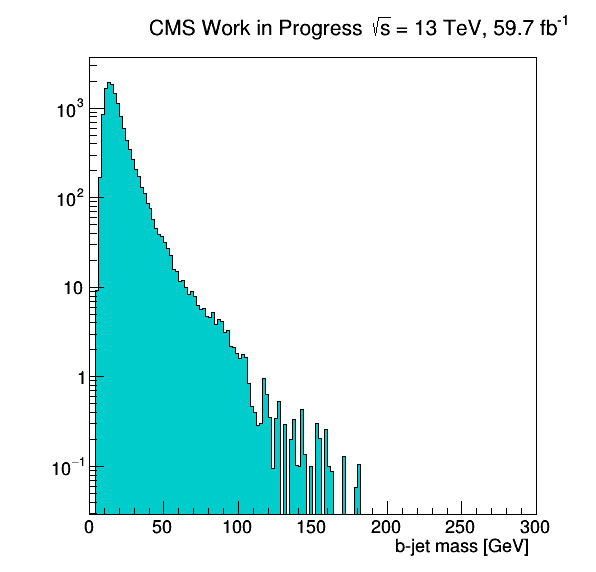 CMS Work in Progress √s = 13 TeV, 59.7 fb⁻¹
10³
10²
10
1
10⁻¹
0 50 100 150 200 250 300
b-jet mass [GeV]